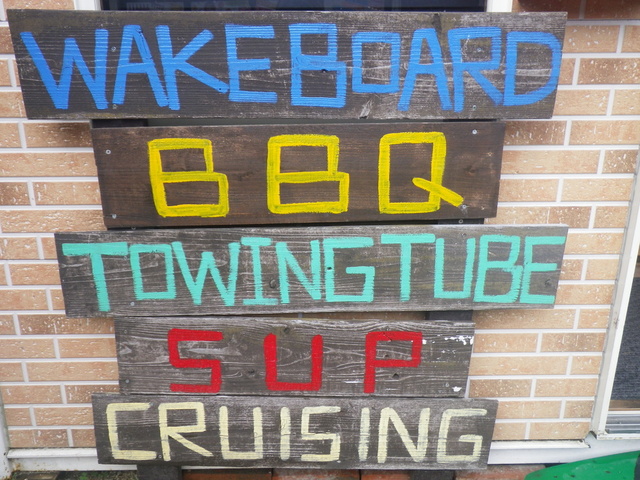 WAKEBOARD
BBQ
TOWINGTUBE
SUP
CRUISING